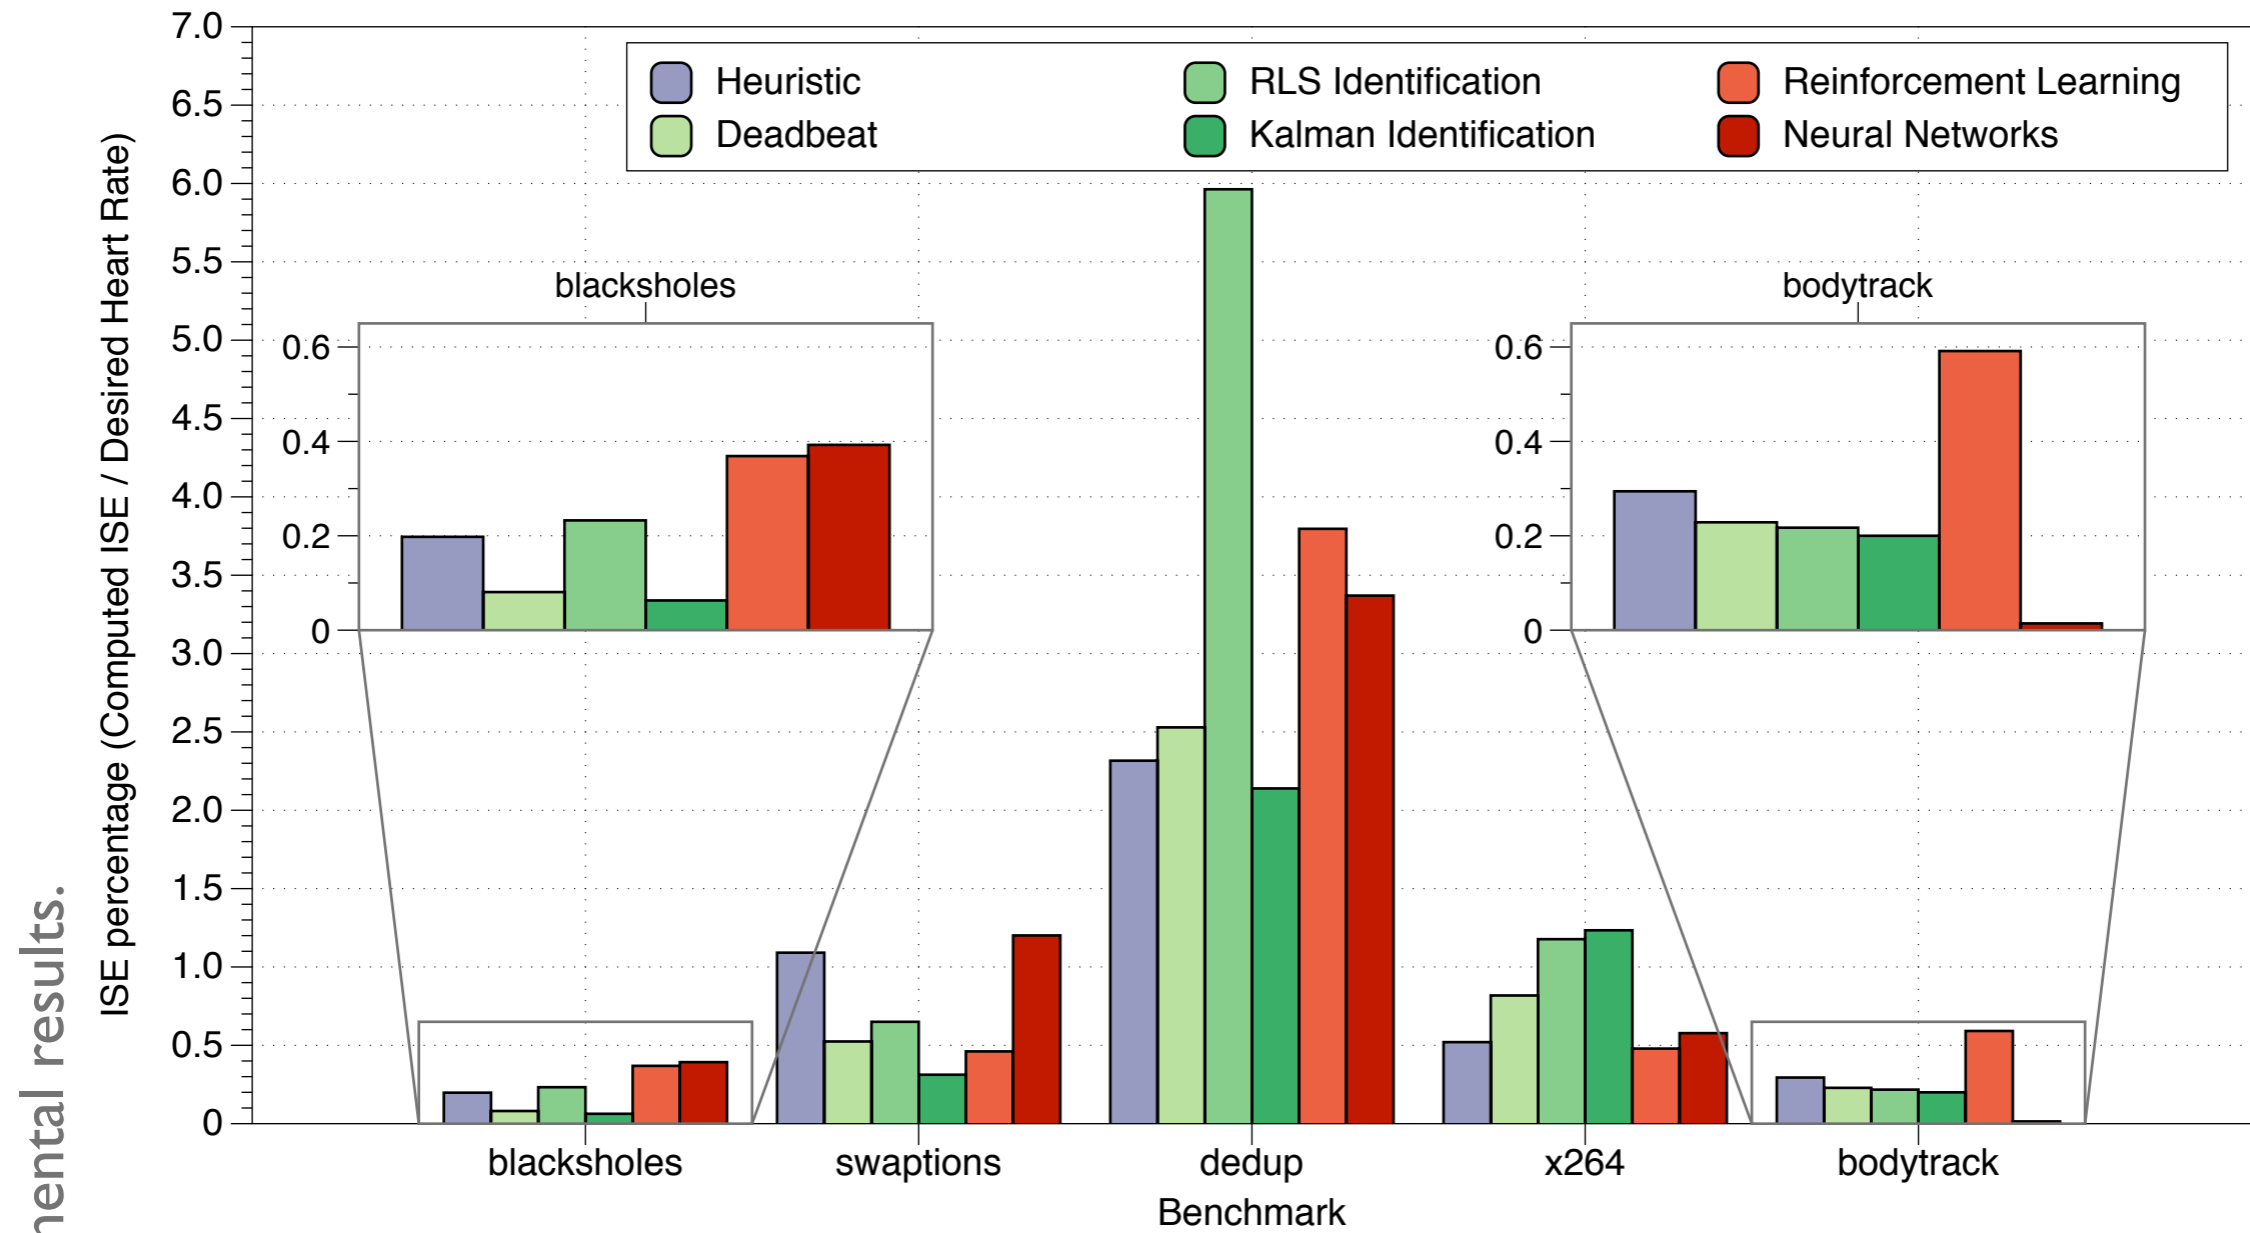 7.0
6.5
6.0
5.5
5.0
4.5
4.0
3.5
3.0
2.5
2.0
1.5
1.0
0.5
0
ISE percentage (Computed ISE / Desired Heart Rate)
Heuristic
Deadbeat
RLS Identification
Kalman Identification
Reinforcement Learning
Neural Networks
blacksholes
0.6
0.4
0.2
0
bodytrack
0.6
0.4
0.2
0
blacksholes swaptions dedup x264 bodytrack
Benchmark
results.